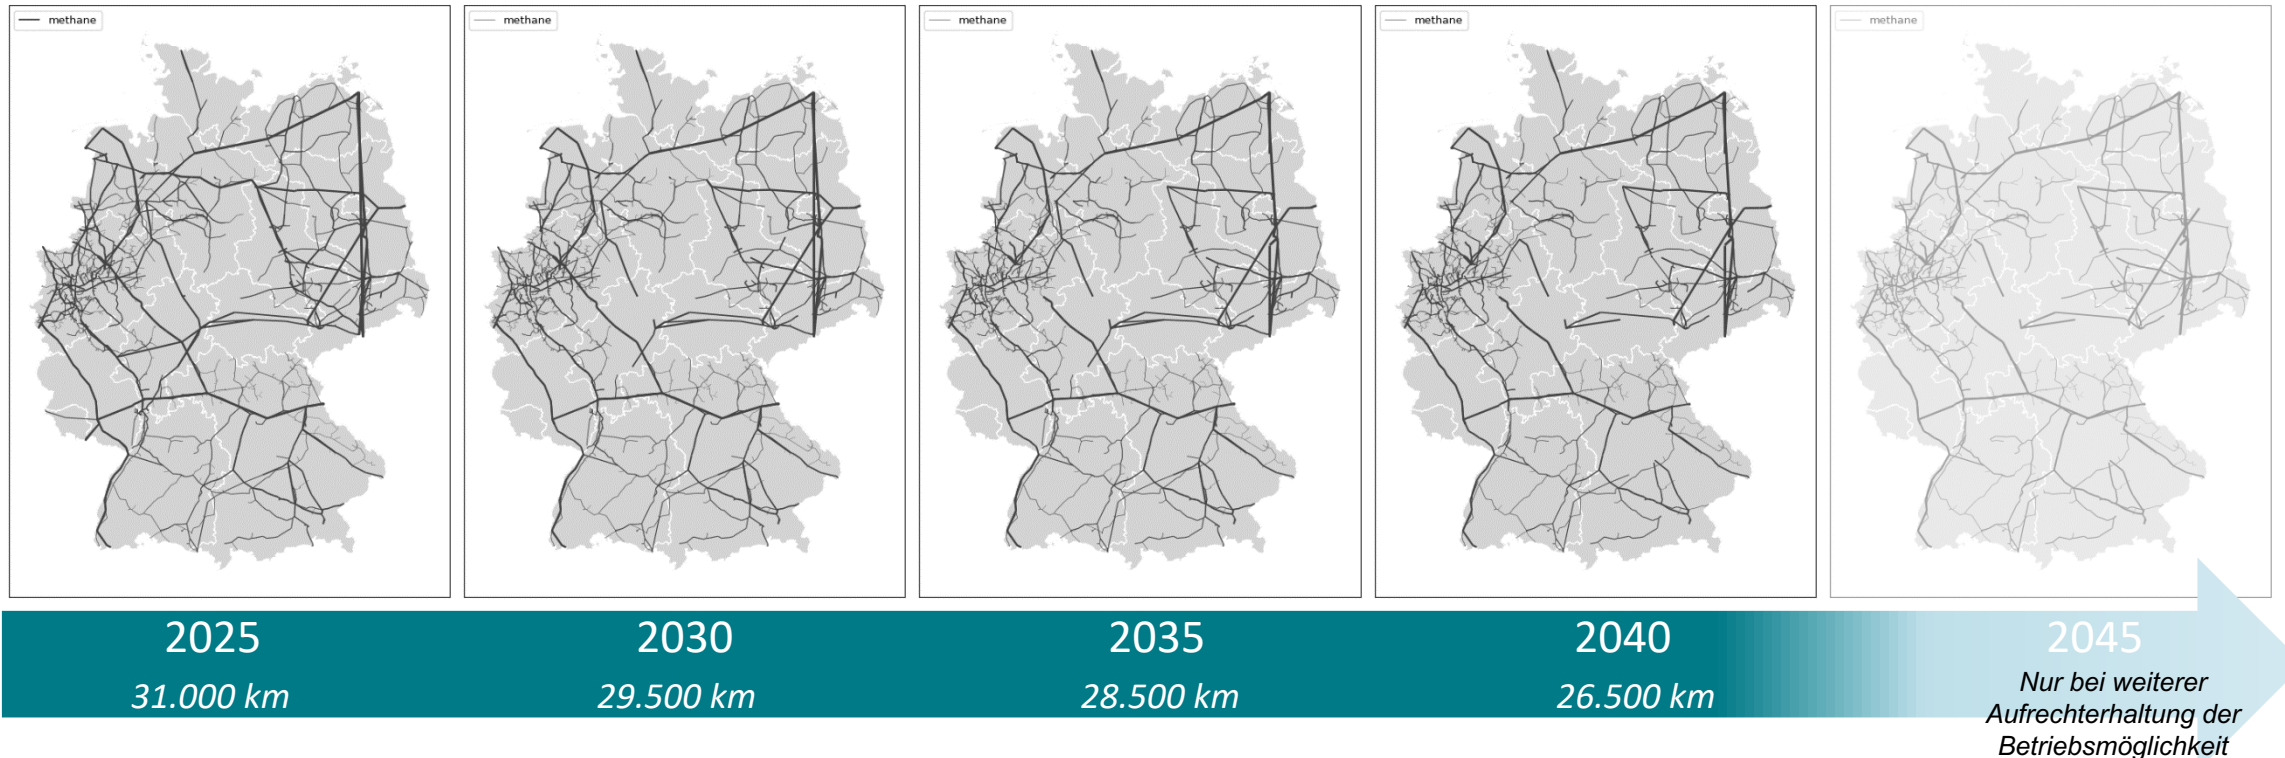 methane
methane
methane
methane
methane
2025
2030
2035
2040
2045
31.000 km
29.500 km
28.500 km
26.500 km
Nur bei weiterer
Aufrechterhaltung der
Betriebsmöglichkeit